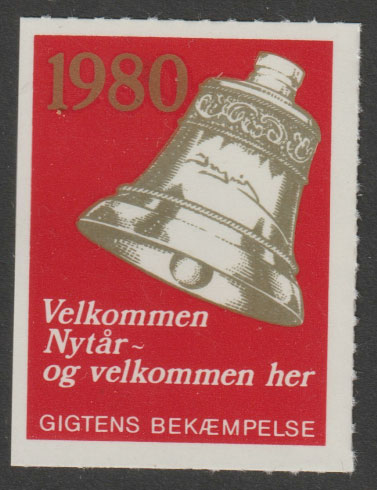 1980
Velkommen
Nytår ~
og velkommen her
GIGTENS BEKÆMPELSE